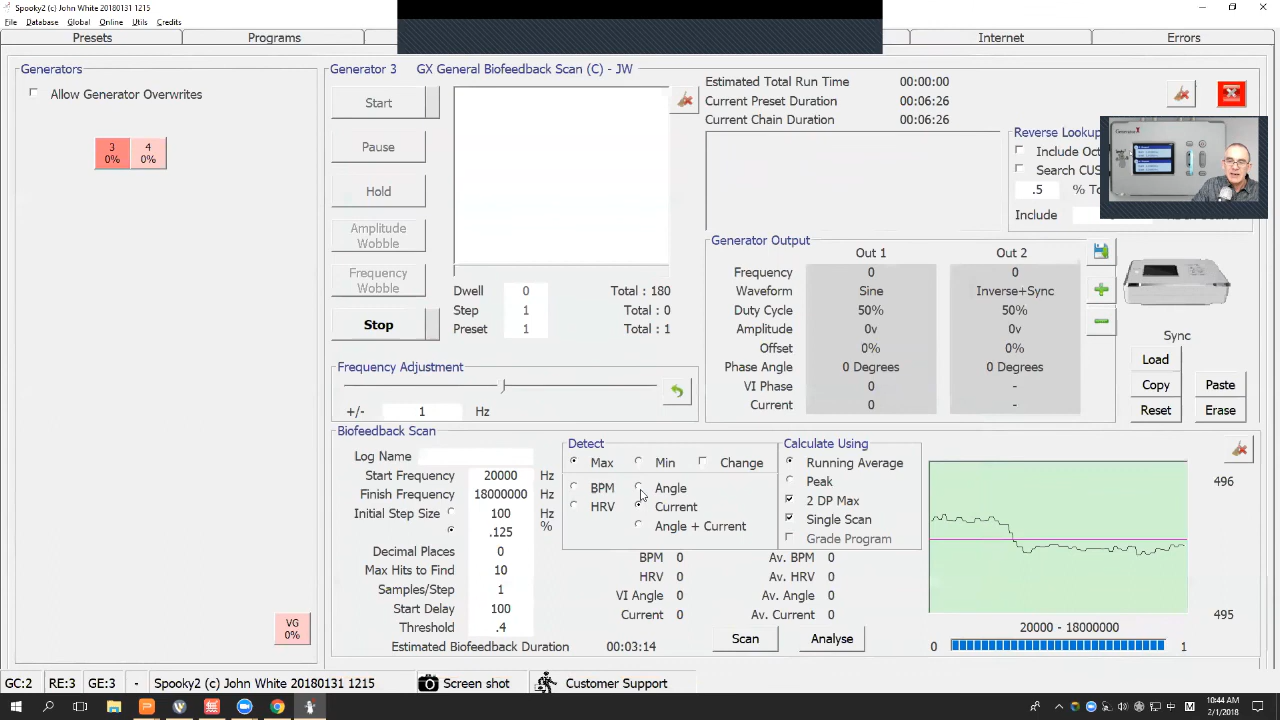 Spooky2 (c) John White 20180131 1215
File Database Global Online Utils Credits
Presets Programs Internet Errors
Generators
Allow Generator Overwrites
3 4
0% 0%
VG
0%
Generator 3 GX General Biofeedback Scan (C) - JW
Start
Pause
Hold
Amplitude
Wobble
Frequency
Wobble
Stop
Dwell 0 Total : 180
Step 1 Total : 0
Preset 1 Total : 1
Estimated Total Run Time 00:00:00
Current Preset Duration 00:06:26
Current Chain Duration 00:06:26
Reverse Lookup
Include Oct
Search CUS
.5 % To
Include
Generator Output
Out 1 Out 2
Frequency 0 0
Waveform Sine Inverse+Sync
Duty Cycle 50% 50%
Amplitude 0v 0v
Offset 0% 0%
Phase Angle 0 Degrees 0 Degrees
VI Phase 0 -
Current 0 -
Sync
Load
Copy Paste
Reset Erase
Frequency Adjustment
+/- 1 Hz
Biofeedback Scan
Log Name
Start Frequency 20000 Hz
Finish Frequency 18000000 Hz
Initial Step Size 100 Hz
.125 %
Decimal Places 0
Max Hits to Find 10
Samples/Step 1
Start Delay 100
Threshold .4
Estimated Biofeedback Duration 00:03:14
Detect
Max Min Change
BPM Angle
HRV Current
Angle + Current
Calculate Using
Running Average
Peak
2 DP Max
Single Scan
Grade Program
BPM 0 Av. BPM 0
HRV 0 Av. HRV 0
VI Angle 0 Av. Angle 0
Current 0 Av. Current 0
Scan Analyse
496
495
20000 - 18000000
0 1
GC:2 RE:3 GE:3 - Spooky2 (c) John White 20180131 1215 Screen shot Customer Support
10:44 AM
2/1/2018